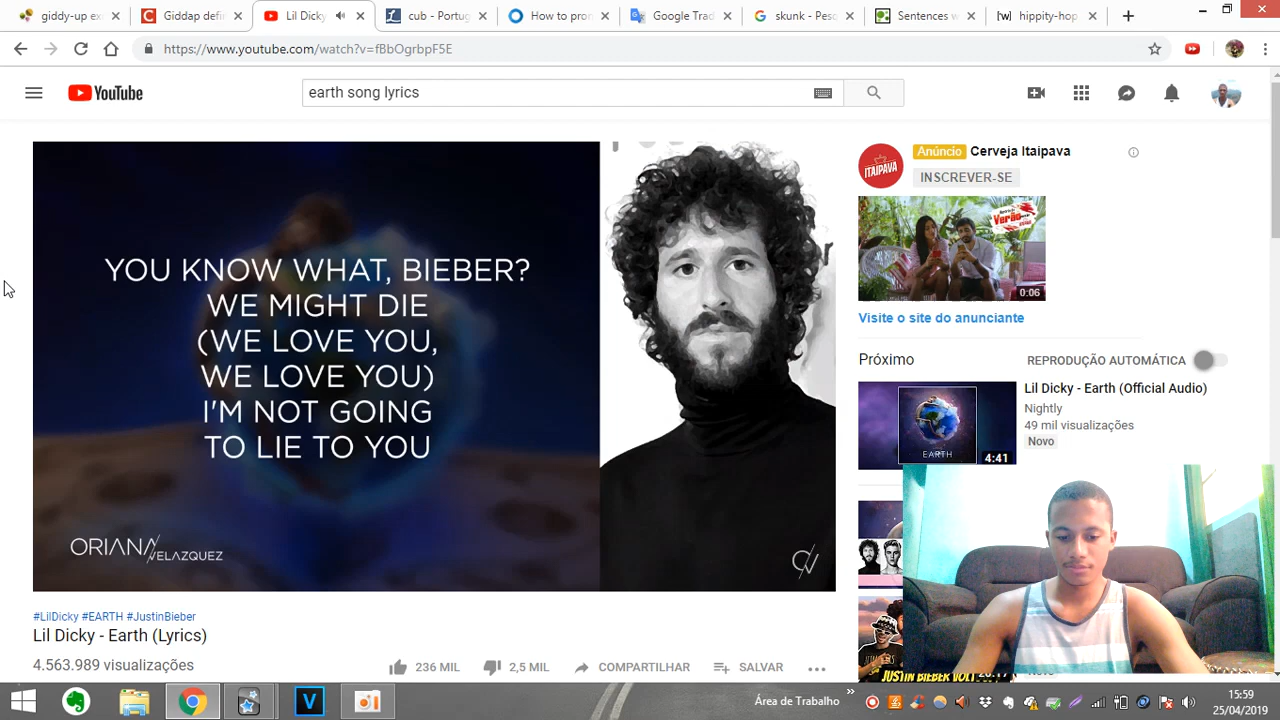 giddy-up ex
Giddap defi
Lil Dicky
cub - Portug
How to pron
Google Trad
skunk - Pesq
Sentences w
[w] hippity-hop
https://www.youtube.com/watch?v=fBbOgrbpF5E
YouTube
earth song lyrics
YOU KNOW WHAT, BIEBER?
WE MIGHT DIE
(WE LOVE YOU,
WE LOVE YOU)
I'M NOT GOING
TO LIE TO YOU
ORIANA
VELAZQUEZ
#LilDicky #EARTH #JustinBieber
Lil Dicky - Earth (Lyrics)
4.563.989 visualizações
236 MIL
2,5 MIL
COMPARTILHAR
SALVAR
ITAIPAVA
Anúncio Cerveja Itaipava
INSCREVER-SE
Verão
0:06
Visite o site do anunciante
Próximo
REPRODUÇÃO AUTOMÁTICA
EARTH
4:41
Lil Dicky - Earth (Official Audio)
Nightly
49 mil visualizações
Novo
JUSTIN BIEBER VOLT
Área de Trabalho
15:59
25/04/2019